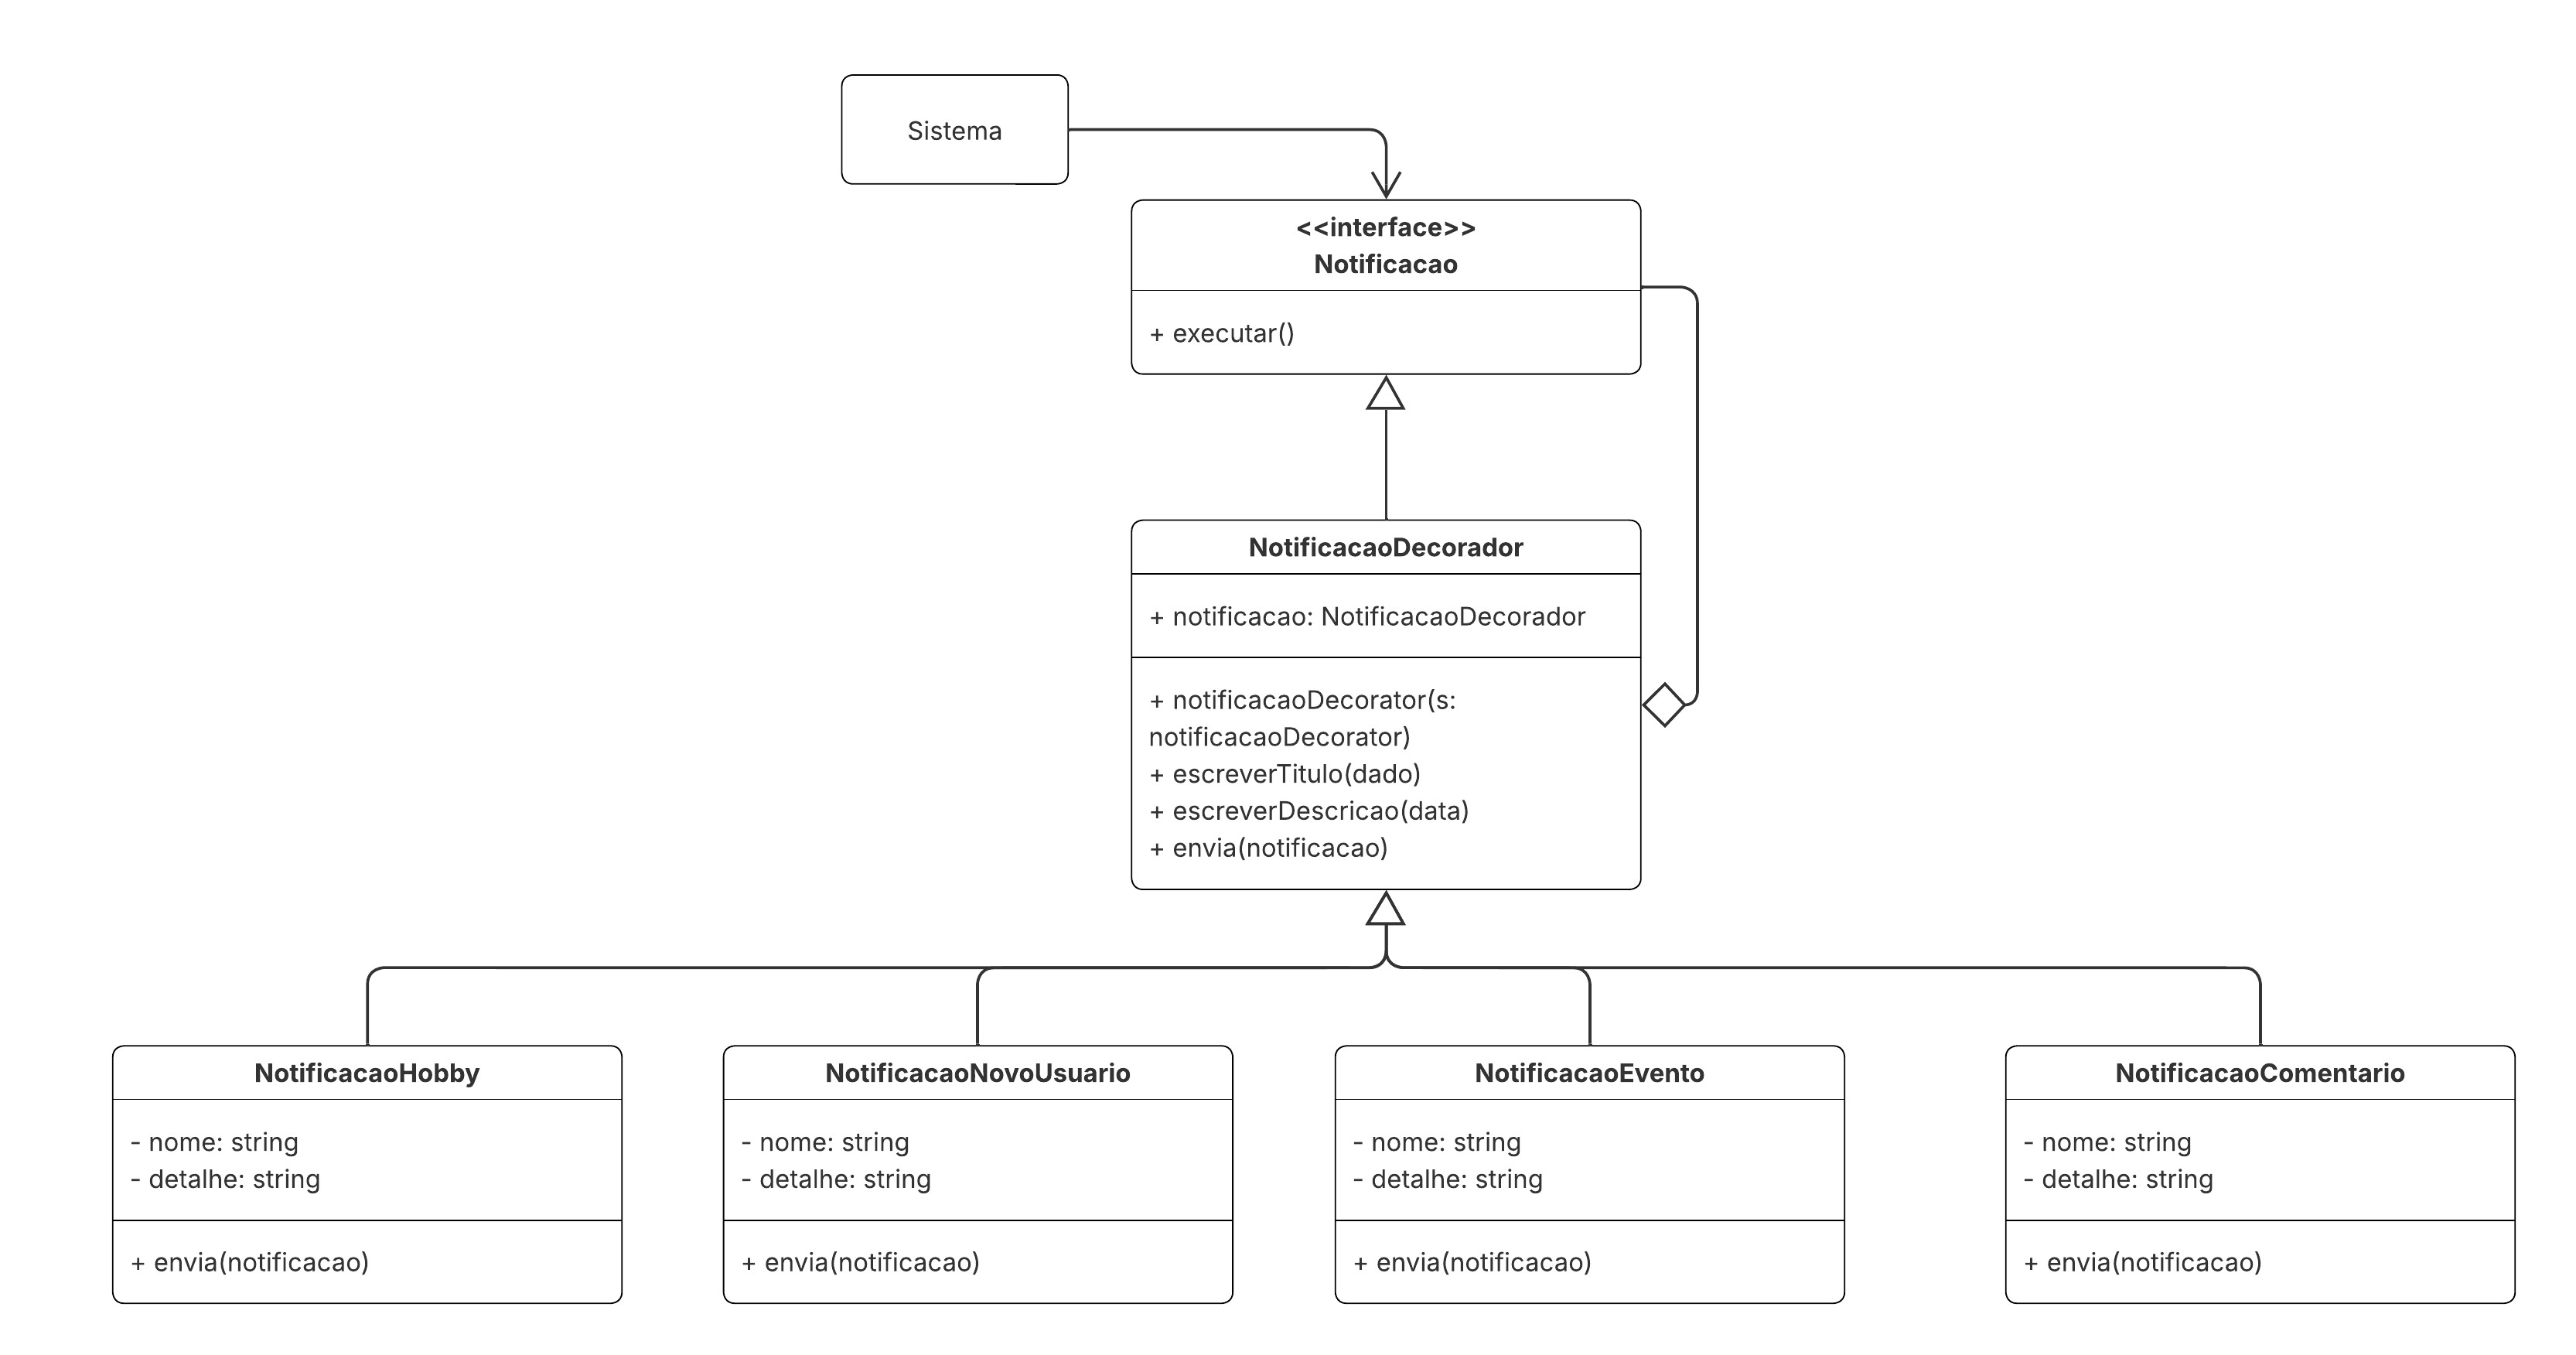 Sistema
<<interface>>
Notificacao
+ executar()
NotificacaoDecorador
+ notificacao: NotificacaoDecorador
+ notificacaoDecorator(s:
notificacaoDecorator)
+ escreverTitulo(dado)
+ escreverDescricao(data)
+ envia(notificacao)
NotificacaoHobby
- nome: string
- detalhe: string
+ envia(notificacao)
NotificacaoNovoUsuario
- nome: string
- detalhe: string
+ envia(notificacao)
NotificacaoEvento
- nome: string
- detalhe: string
+ envia(notificacao)
NotificacaoComentario
- nome: string
- detalhe: string
+ envia(notificacao)